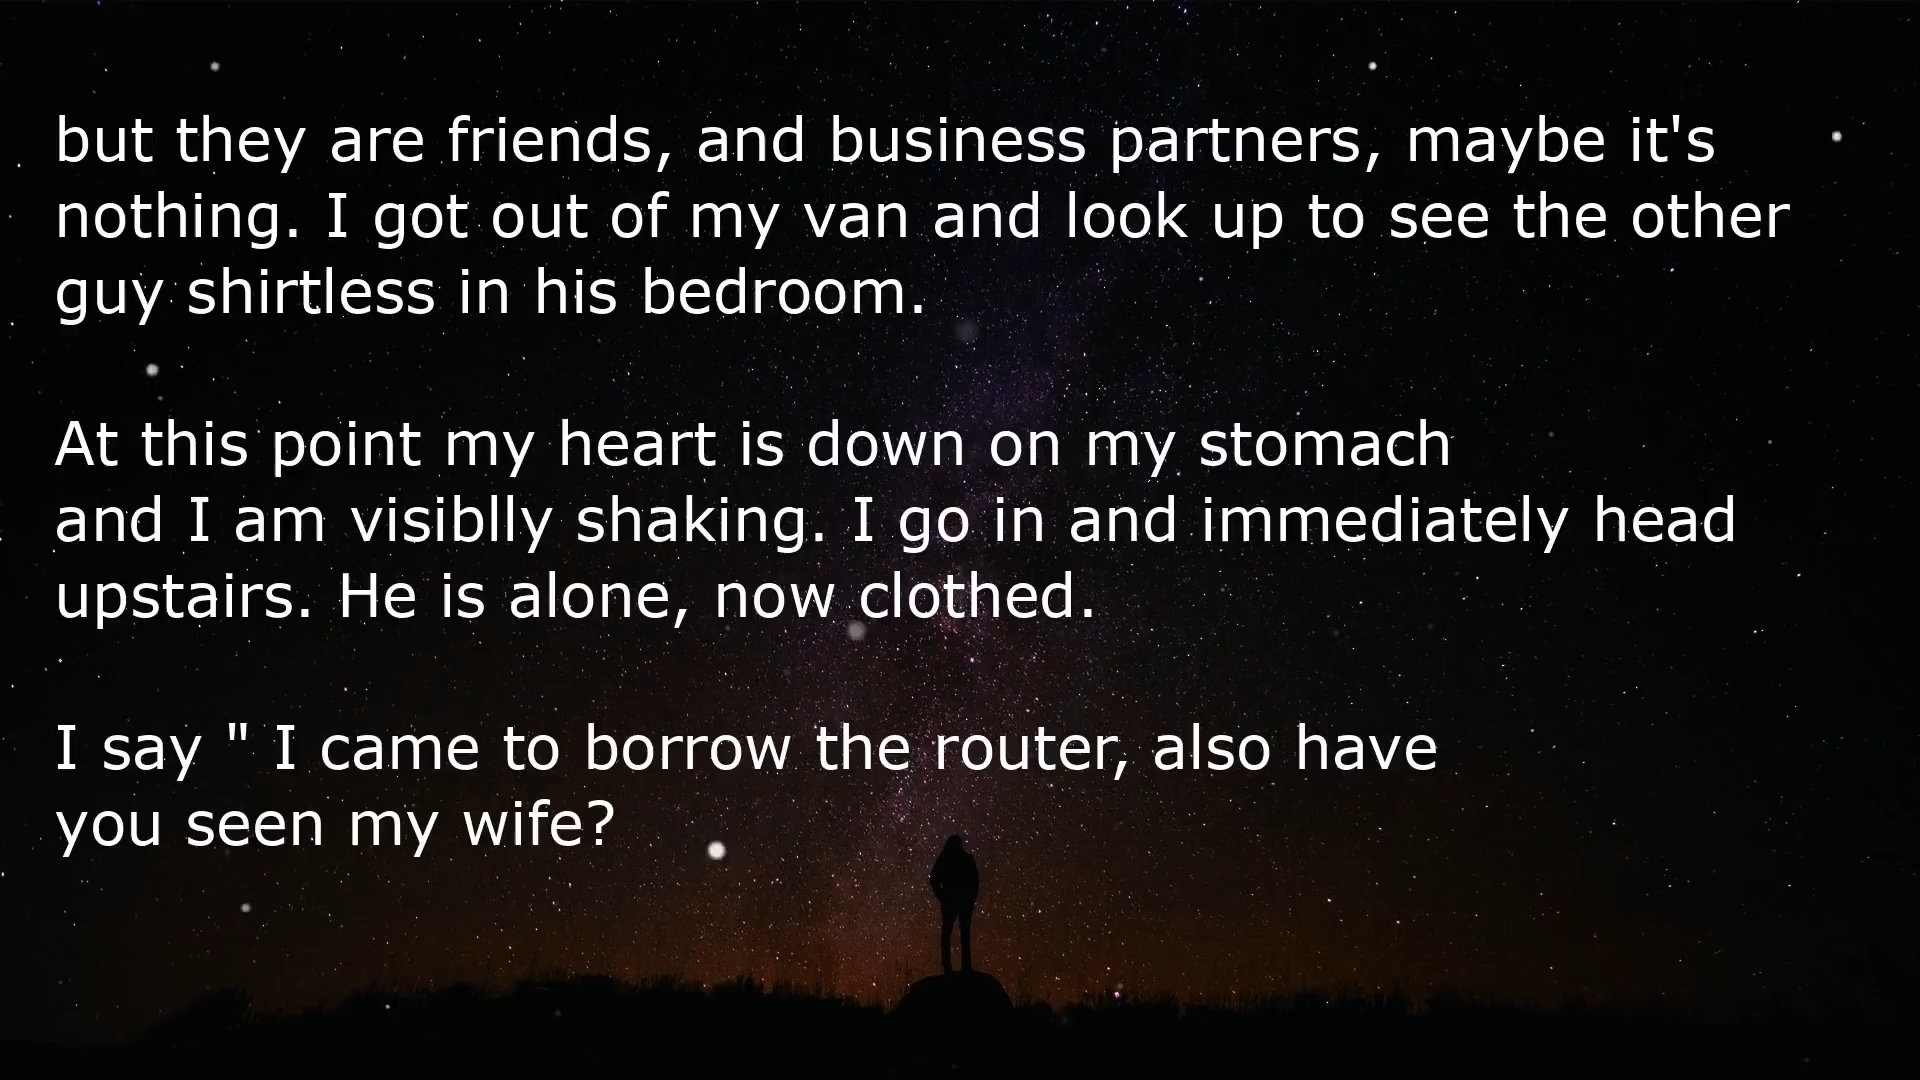 but they are friends, and business partners, maybe it's
nothing. I got out of my van and look up to see the other
guy shirtless in his bedroom.
At this point my heart is down on my stomach
and I am visiblly shaking. I go in and immediately head
upstairs. He is alone, now clothed.
I say " I came to borrow the router, also have
you seen my wife?